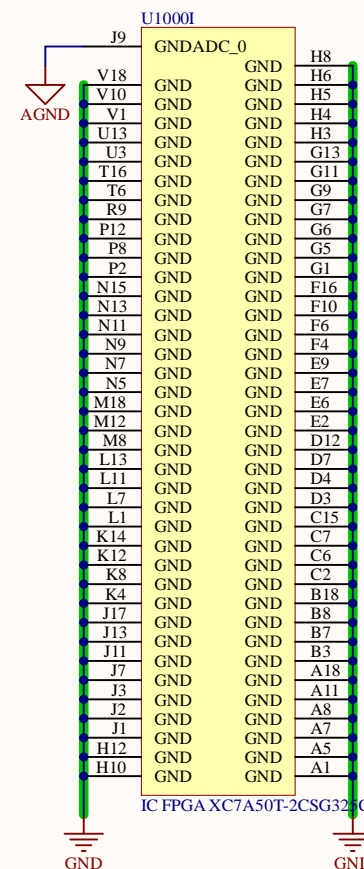 U1000I
J9 GNDADC_0
GND H8
V18 GND GND H6
V10 GND GND H5
V1 GND GND H4
U13 GND GND H3
U3 GND GND G13
T16 GND GND G11
T6 GND GND G9
R9 GND GND G7
P12 GND GND G6
P8 GND GND G5
P2 GND GND G1
N15 GND GND F16
N13 GND GND F10
N11 GND GND F6
N9 GND GND F4
N7 GND GND E9
N5 GND GND E7
M18 GND GND E6
M12 GND GND E2
M8 GND GND D12
L13 GND GND D7
L11 GND GND D4
L7 GND GND D3
L1 GND GND C15
K14 GND GND C7
K12 GND GND C6
K8 GND GND C2
K4 GND GND B18
J17 GND GND B8
J13 GND GND B7
J11 GND GND B3
J7 GND GND A18
J3 GND GND A11
J2 GND GND A8
J1 GND GND A7
H12 GND GND A5
H10 GND GND A1
AGND
IC FPGA XC7A50T-2CSG325
GND GND